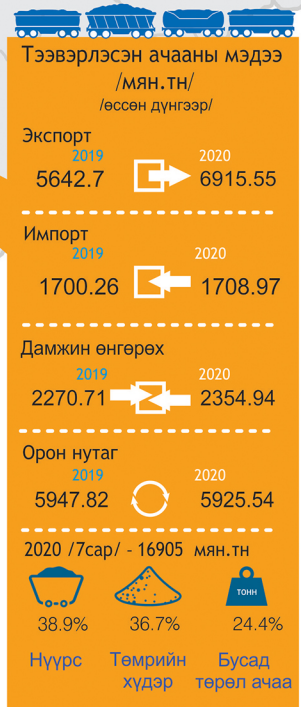 Тээвэрлэсэн ачааны мэдээ
/мян.тн/
/өссөн дүнгээр/
Экспорт
2019 2020
5642.7 6915.55
Импорт
2019 2020
1700.26 1708.97
Дамжин өнгөрөх
2019 2020
2270.71 2354.94
Орон нутаг
2019 2020
5947.82 5925.54
2020 /7сар/ - 16905 мян.тн
ТОНН
38.9% 36.7% 24.4%
Нүүрс Төмрийн Бусад
хүдэр төрөл ачаа